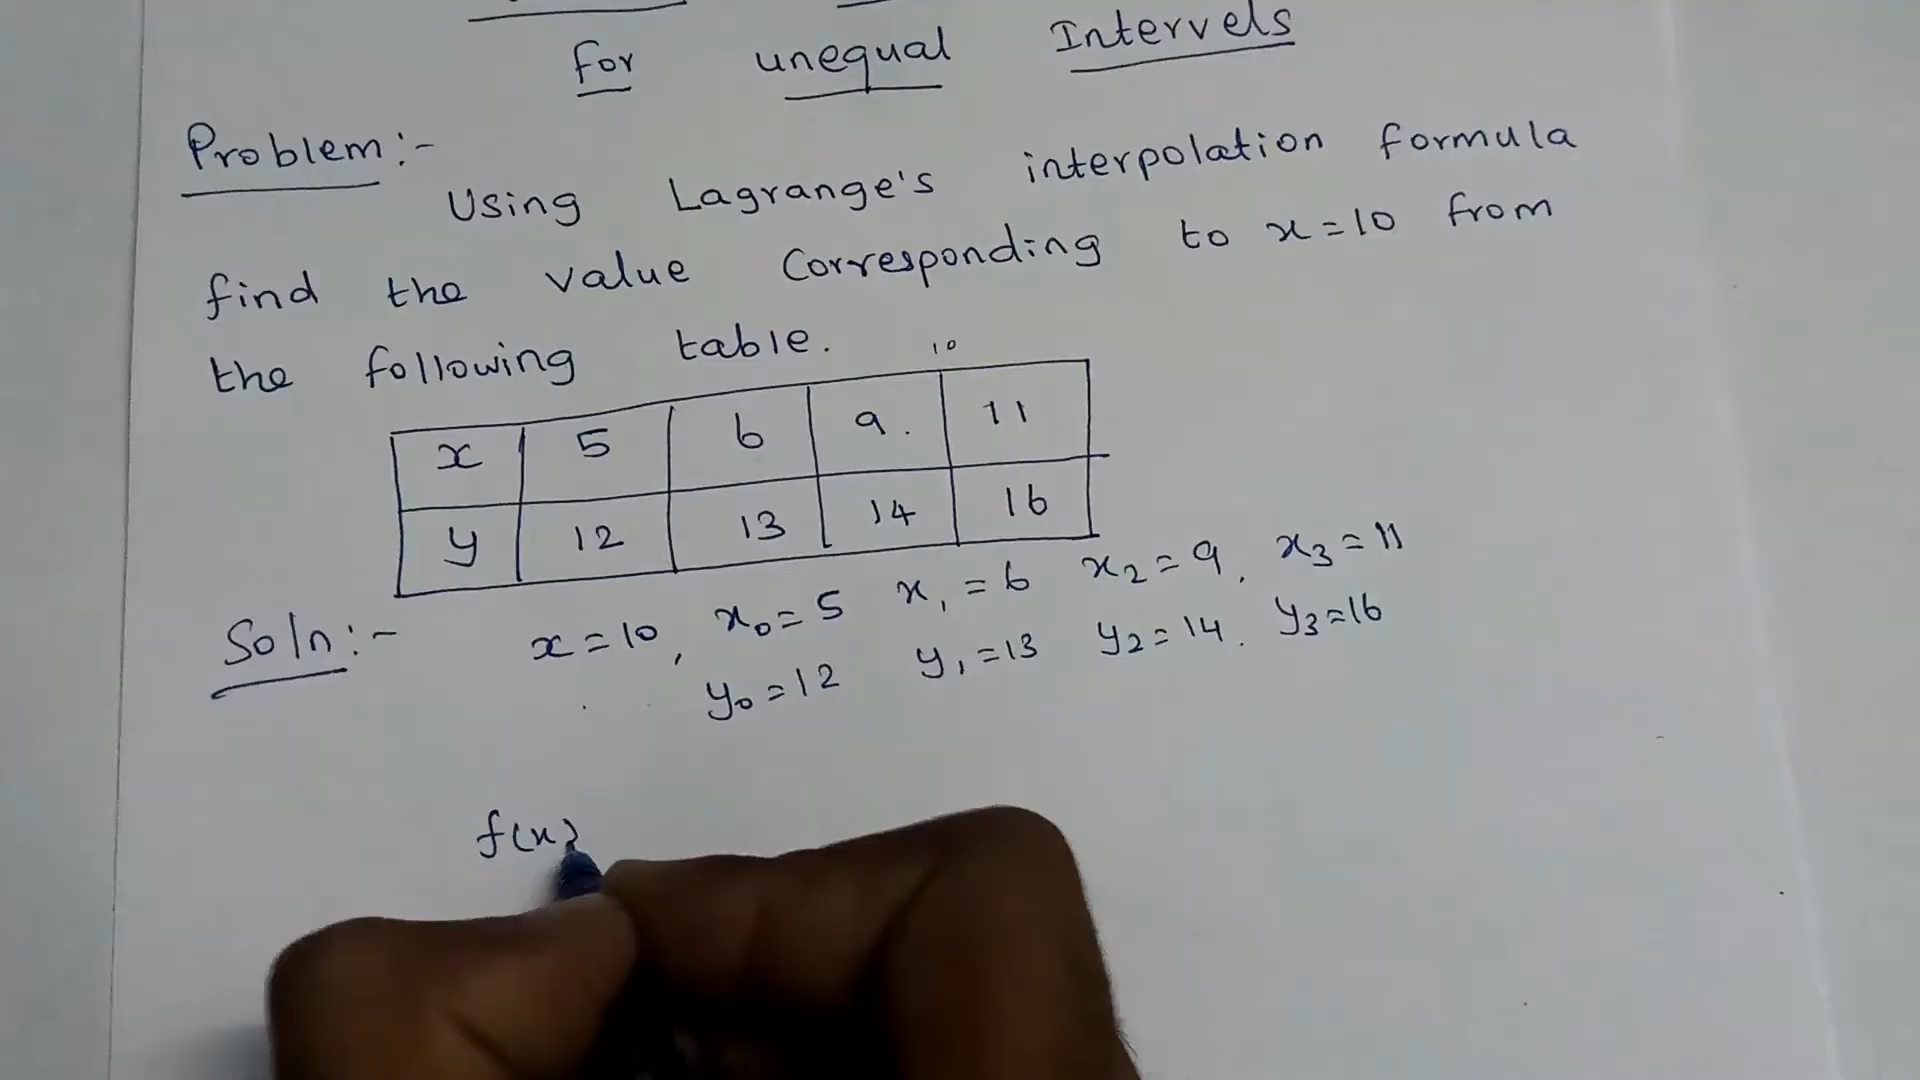 For unequal Intervels
Problem:-
Using Lagrange's interpolation formula
find the value Corresponding to x=10 from
the following table.
10
x 5 6 9. 11
y 12 13 14 16
Soln:- x=10, x₀=5 x₁=6 x₂=9, x₃=11
y₀=12 y₁=13 y₂=14. y₃=16
f(x)